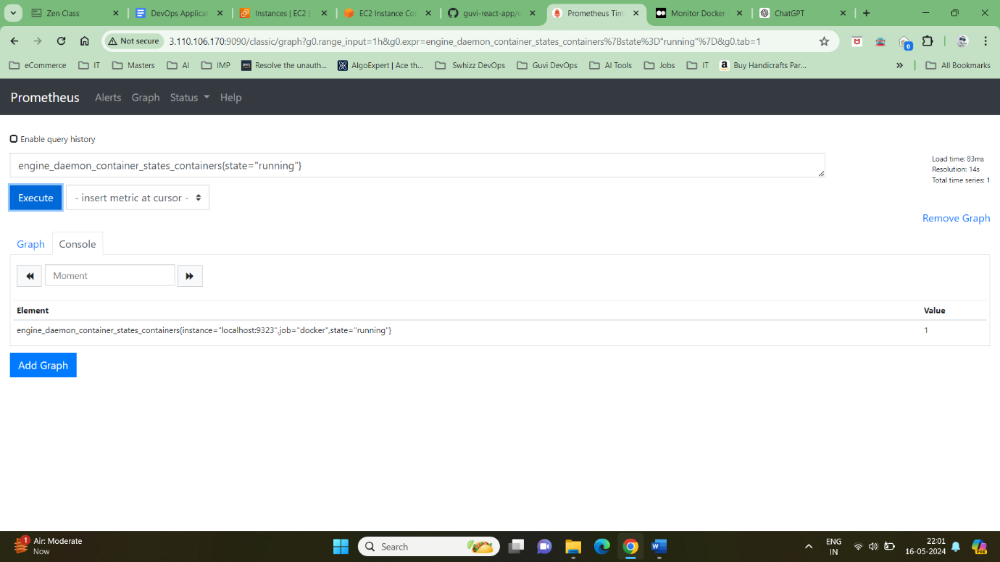 Zen Class
DevOps Applicat
Instances | EC2 |
EC2 Instance Con
guvi-react-app/d
Prometheus Tim
Monitor Docker
ChatGPT
Not secure
3.110.106.170:9090/classic/graph?g0.range_input=1h&g0.expr=engine_daemon_container_states_containers%7Bstate%3D"running"%7D&g0.tab=1
0
eCommerce
IT
Masters
AI
IMP
Resolve the unauth...
AlgoExpert | Ace th...
Swhizz DevOps
Guvi DevOps
AI Tools
Jobs
IT
Buy Handicrafts Par...
All Bookmarks
Prometheus
Alerts
Graph
Status
Help
Enable query history
engine_daemon_container_states_containers{state="running"}
Load time: 83ms
Resolution: 14s
Total time series: 1
Execute
- insert metric at cursor -
Remove Graph
Graph
Console
Moment
Element
Value
engine_daemon_container_states_containers{instance="localhost:9323",job="docker",state="running"}
1
Add Graph
1
Air: Moderate
Now
Search
ENG
IN
22:01
16-05-2024
PRE